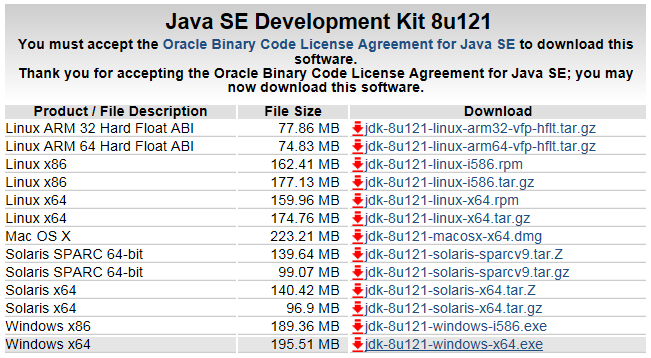 Java SE Development Kit 8u121
You must accept the Oracle Binary Code License Agreement for Java SE to download this
software.
Thank you for accepting the Oracle Binary Code License Agreement for Java SE; you may
now download this software.
Product / File Description File Size Download
Linux ARM 32 Hard Float ABI 77.86 MB jdk-8u121-linux-arm32-vfp-hflt.tar.gz
Linux ARM 64 Hard Float ABI 74.83 MB jdk-8u121-linux-arm64-vfp-hflt.tar.gz
Linux x86 162.41 MB jdk-8u121-linux-i586.rpm
Linux x86 177.13 MB jdk-8u121-linux-i586.tar.gz
Linux x64 159.96 MB jdk-8u121-linux-x64.rpm
Linux x64 174.76 MB jdk-8u121-linux-x64.tar.gz
Mac OS X 223.21 MB jdk-8u121-macosx-x64.dmg
Solaris SPARC 64-bit 139.64 MB jdk-8u121-solaris-sparcv9.tar.Z
Solaris SPARC 64-bit 99.07 MB jdk-8u121-solaris-sparcv9.tar.gz
Solaris x64 140.42 MB jdk-8u121-solaris-x64.tar.Z
Solaris x64 96.9 MB jdk-8u121-solaris-x64.tar.gz
Windows x86 189.36 MB jdk-8u121-windows-i586.exe
Windows x64 195.51 MB jdk-8u121-windows-x64.exe